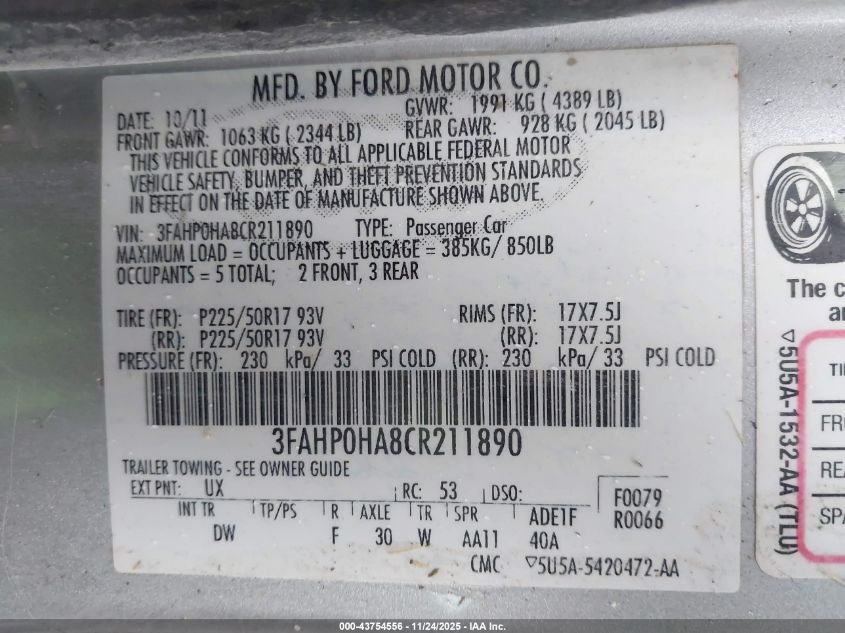 MFD. BY FORD MOTOR CO.
DATE: 10/11 GVWR: 1991 KG ( 4389 LB)
FRONT GAWR: 1063 KG ( 2344 LB) REAR GAWR: 928 KG ( 2045 LB)
THIS VEHICLE CONFORMS TO ALL APPLICABLE FEDERAL MOTOR
VEHICLE SAFETY, BUMPER, AND THEFT PREVENTION STANDARDS
IN EFFECT ON THE DATE OF MANUFACTURE SHOWN ABOVE.
VIN: 3FAHP0HA8CR211890 TYPE: Passenger Car
MAXIMUM LOAD = OCCUPANTS + LUGGAGE = 385KG/ 850LB
OCCUPANTS = 5 TOTAL; 2 FRONT, 3 REAR
TIRE (FR): P225/50R17 93V RIMS (FR): 17X7.5J
(RR): P225/50R17 93V (RR): 17X7.5J
PRESSURE (FR): 230 kPa/ 33 PSI COLD (RR): 230 kPa/ 33 PSI COLD
3FAHP0HA8CR211890
TRAILER TOWING - SEE OWNER GUIDE
EXT PNT: UX RC: 53 DSO: F0079
INT TR TP/PS R AXLE TR SPR ADE1F R0066
DW F 30 W AA11 40A
CMC ▽5U5A-5420472-AA
The c
an
▽5U5A-1532-AA (TLU)
TI
FR
REA
SPA
000-43754556 - 11/24/2025 - IAA Inc.